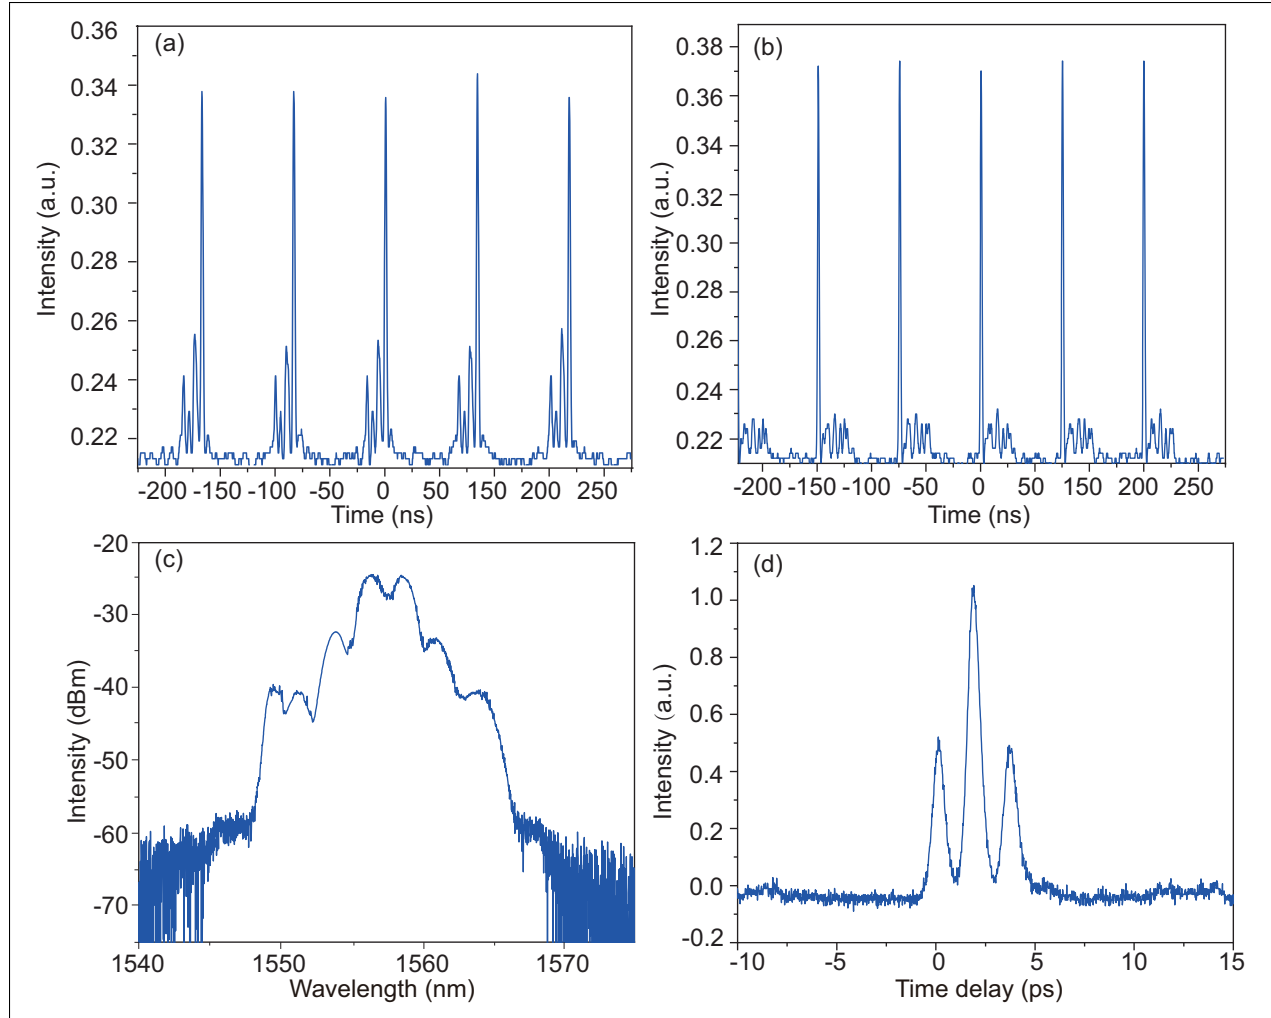 (a)
0.36
0.34
0.32
0.30
0.28
0.26
0.24
0.22
Intensity (a.u.)
-200 -150 -100 -50 0 50 100 150 200 250
Time (ns)
(b)
0.38
0.36
0.34
0.32
0.30
0.28
0.26
0.24
0.22
Intensity (a.u.)
-200 -150 -100 -50 0 50 100 150 200 250
Time (ns)
(c)
-20
-30
-40
-50
-60
-70
Intensity (dBm)
1540 1550 1560 1570
Wavelength (nm)
(d)
1.2
1.0
0.8
0.6
0.4
0.2
0.0
-0.2
Intensity (a.u.)
-10 -5 0 5 10 15
Time delay (ps)